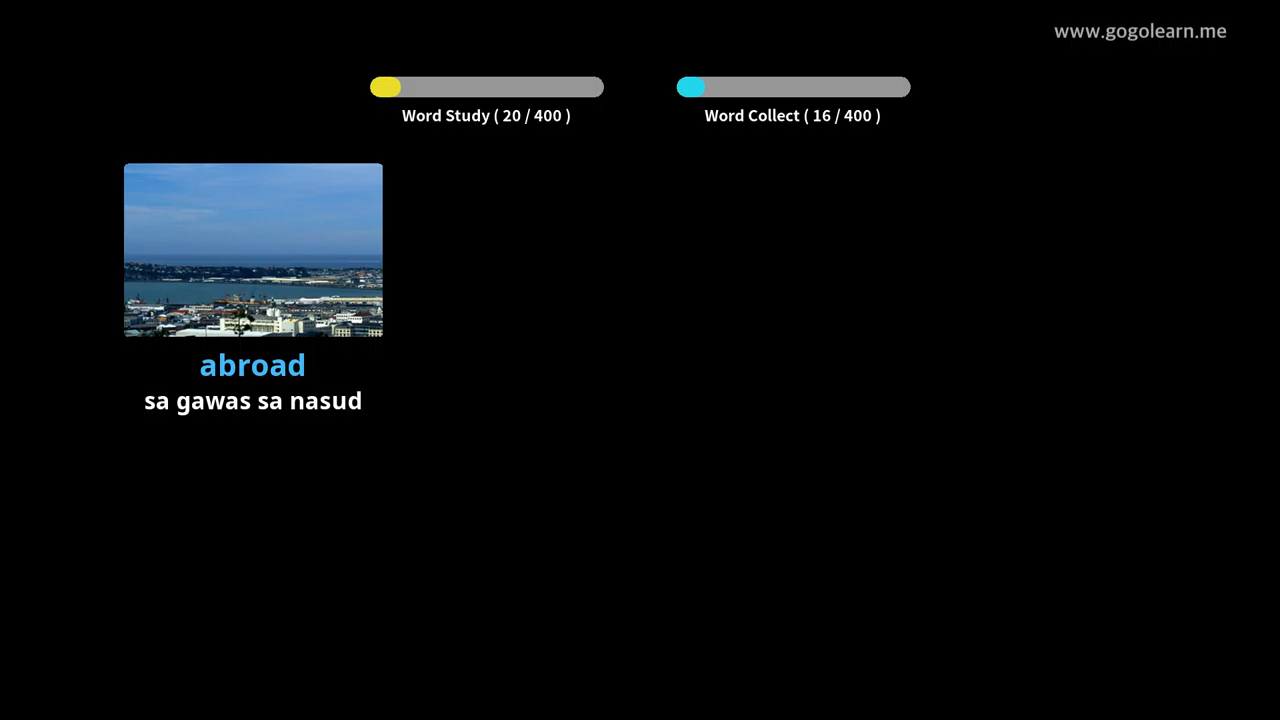 www.gogolearn.me
Word Study ( 20 / 400 )
Word Collect ( 16 / 400 )
abroad
sa gawas sa nasud